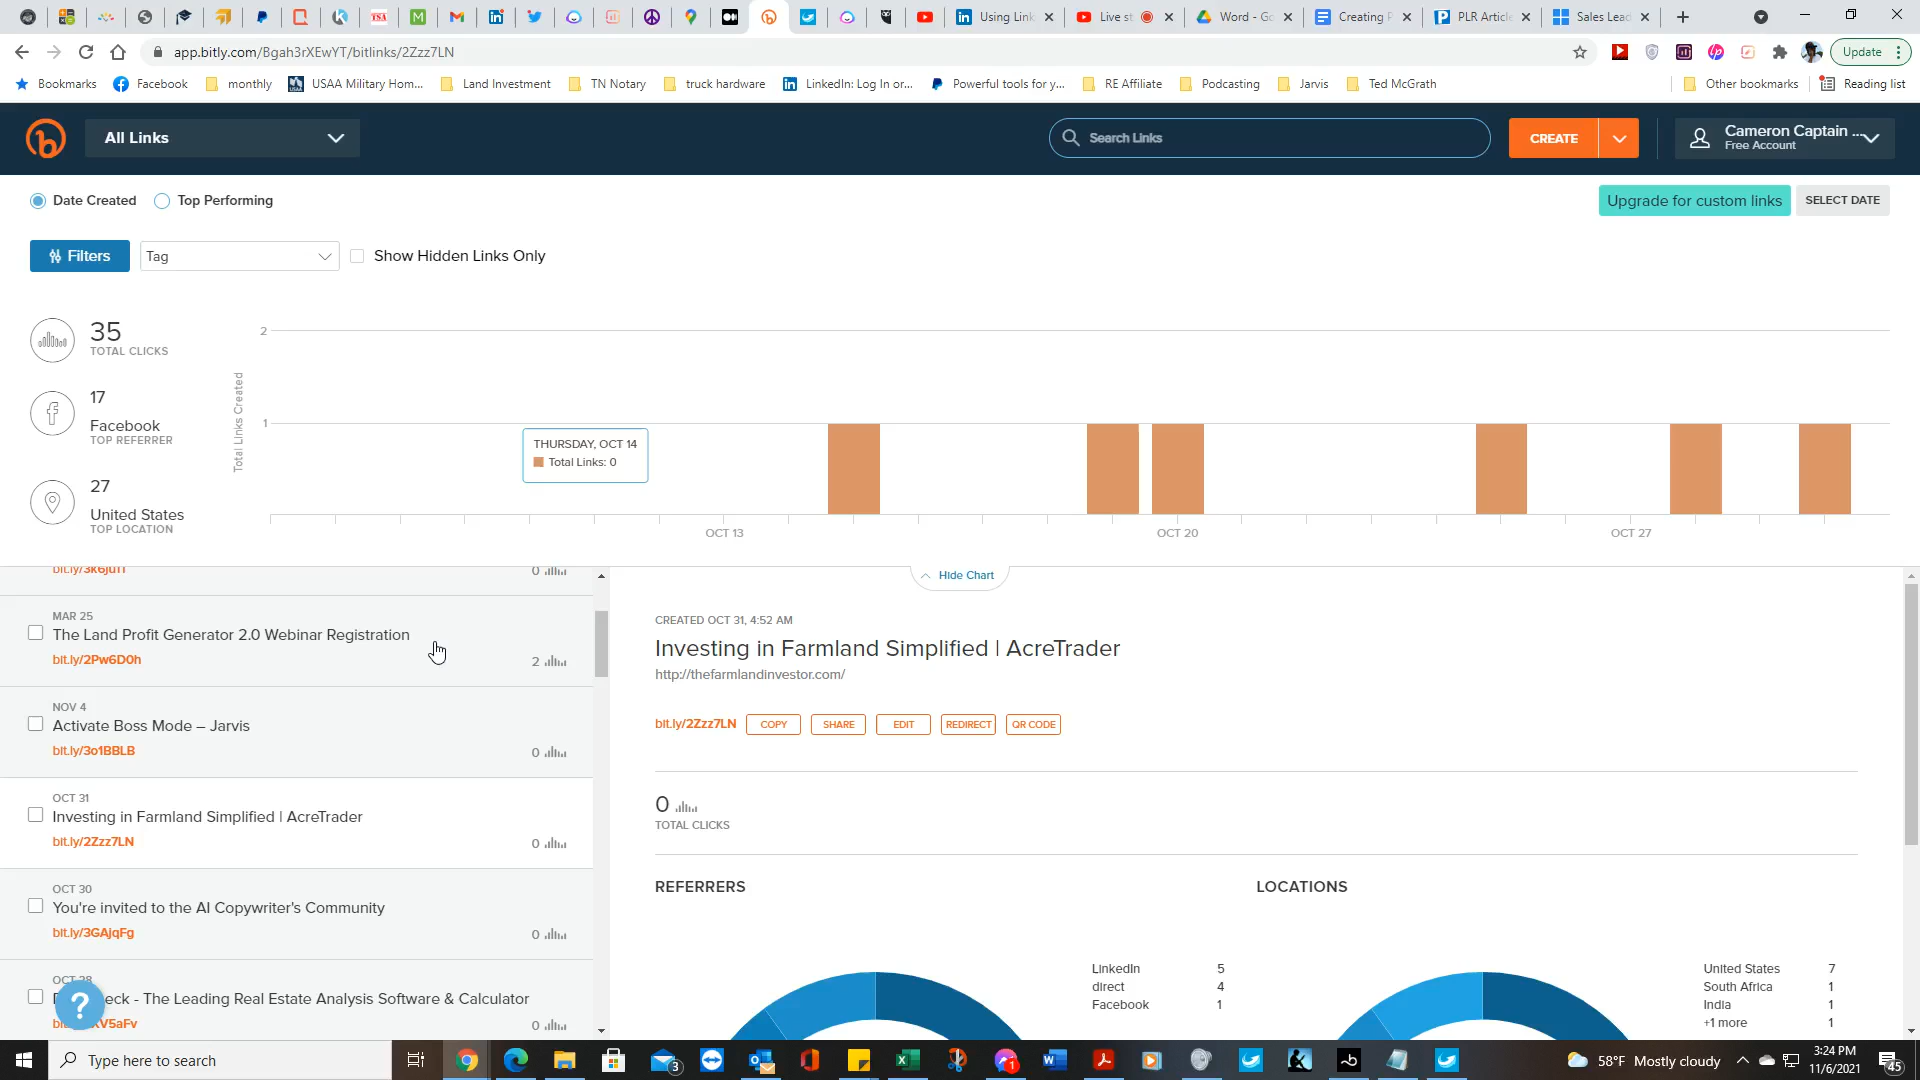 Using Link
Live st
Word - Go
Creating F
PLR Article
Sales Lead
app.bitly.com/Bgah3rXEwYT/bitlinks/2Zzz7LN
Update
Bookmarks
Facebook
monthly
USAA Military Hom...
Land Investment
TN Notary
truck hardware
LinkedIn: Log In or...
Powerful tools for y...
RE Affiliate
Podcasting
Jarvis
Ted McGrath
Other bookmarks
Reading list
All Links
Search Links
CREATE
Cameron Captain ...
Free Account
Date Created
Top Performing
Upgrade for custom links
SELECT DATE
Filters
Tag
Show Hidden Links Only
35
TOTAL CLICKS
17
Facebook
TOP REFERRER
27
United States
TOP LOCATION
Total Links Created
2
1
THURSDAY, OCT 14
Total Links: 0
OCT 13
OCT 20
OCT 27
Hide Chart
0
MAR 25
The Land Profit Generator 2.0 Webinar Registration
bit.ly/2Pw6D0h
2
NOV 4
Activate Boss Mode – Jarvis
bit.ly/3o1BBLB
0
OCT 31
Investing in Farmland Simplified | AcreTrader
bit.ly/2Zzz7LN
0
OCT 30
You're invited to the AI Copywriter's Community
bit.ly/3GAjqFg
0
OCT 28
eck - The Leading Real Estate Analysis Software & Calculator
XV5aFv
0
?
CREATED OCT 31, 4:52 AM
Investing in Farmland Simplified | AcreTrader
http://thefarmlandinvestor.com/
bit.ly/2Zzz7LN
COPY
SHARE
EDIT
REDIRECT
QR CODE
0
TOTAL CLICKS
REFERRERS
LinkedIn 5
direct 4
Facebook 1
LOCATIONS
United States 7
South Africa 1
India 1
+1 more 1
Type here to search
3
1
58°F Mostly cloudy
3:24 PM
11/6/2021
45